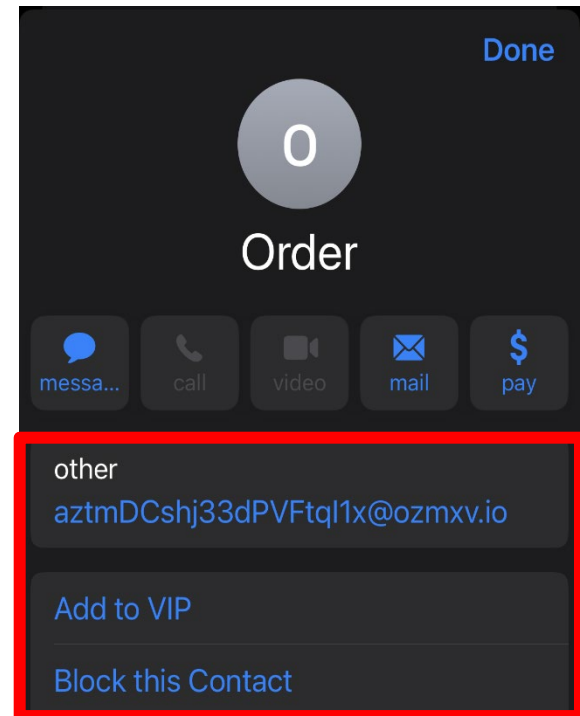 Done
O
Order
messa...
call
video
mail
$
pay
other
aztmDCshj33dPVFtql1x@ozmxv.io
Add to VIP
Block this Contact